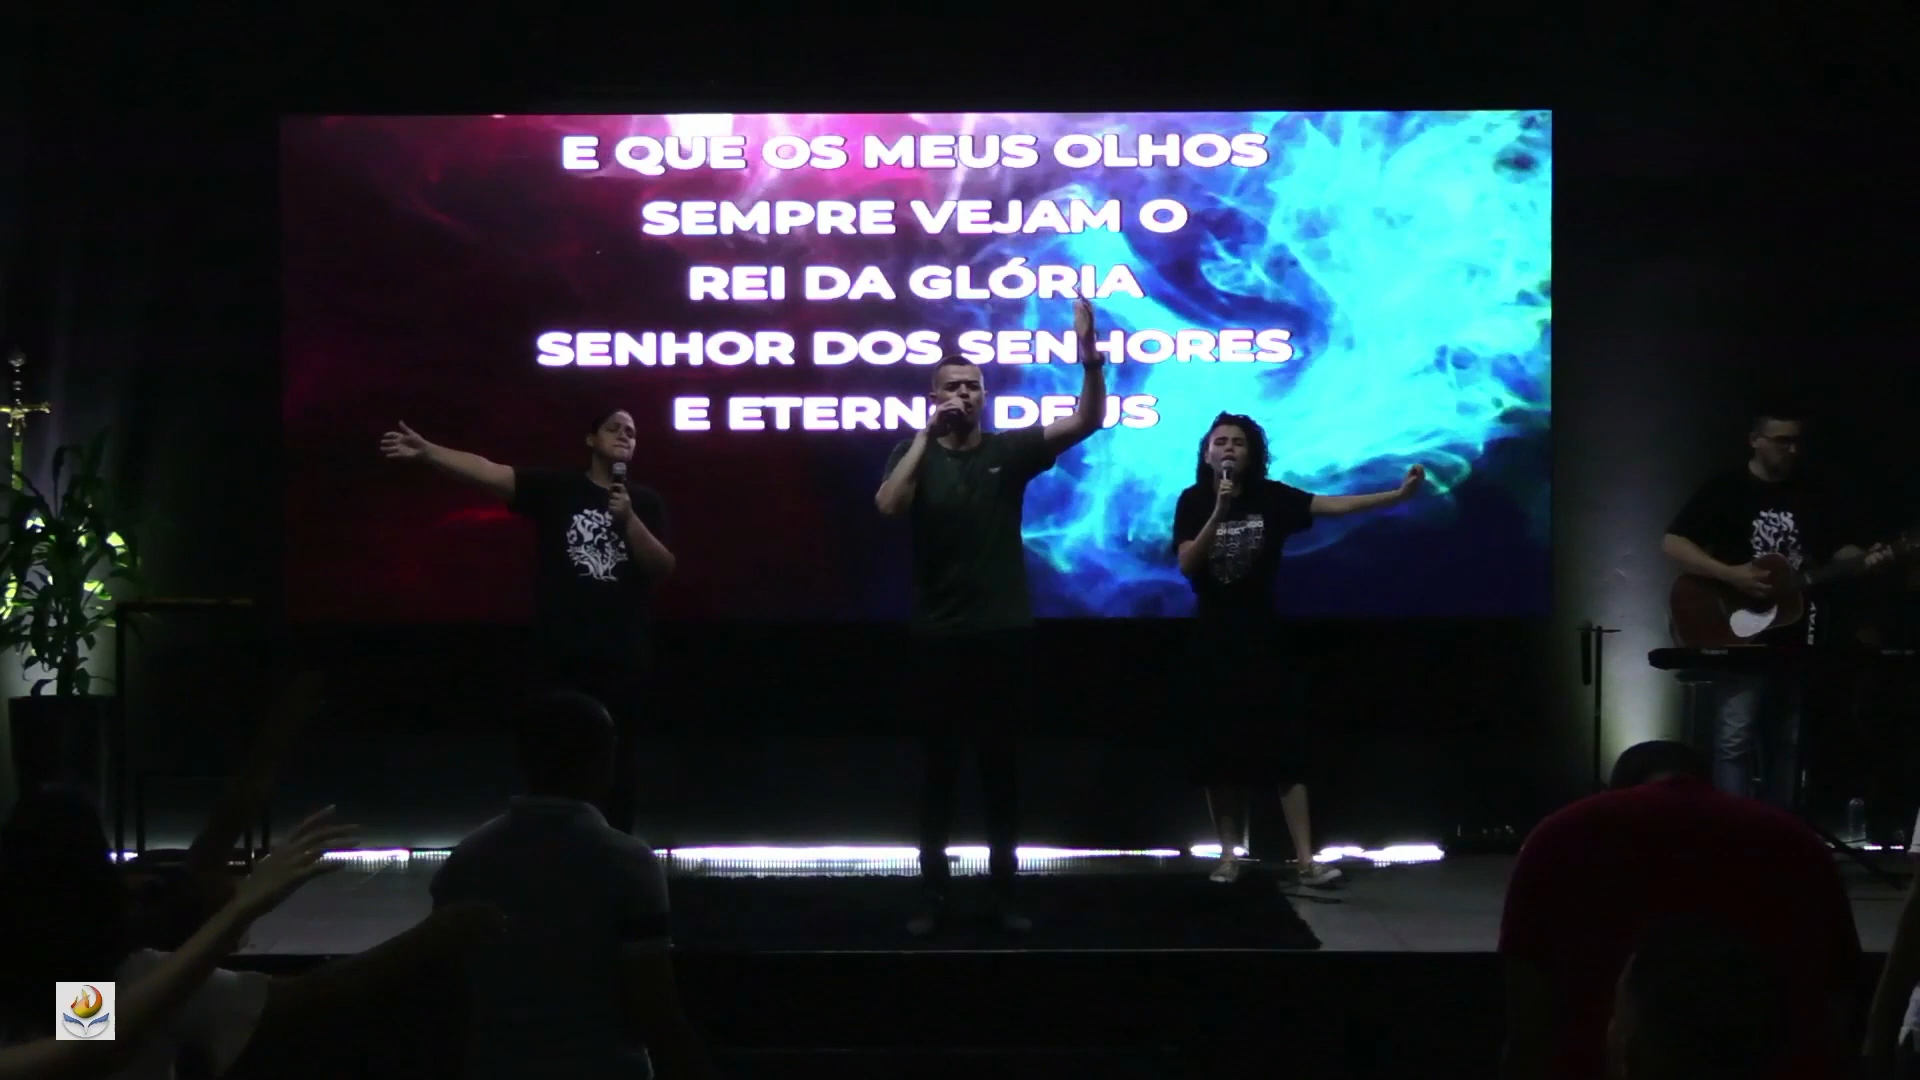 E QUE OS MEUS OLHOS
SEMPRE VEJAM O
REI DA GLÓRIA
SENHOR DOS SENHORES
E ETERNO DEUS